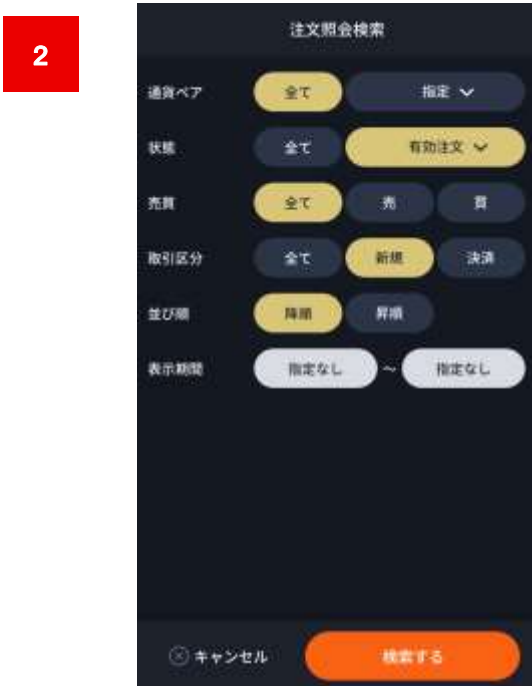 2
注文照会検索
通貨ペア 全て 指定
状態 全て 有効注文
売買 全て 売 買
取引区分 全て 新規 決済
並び順 降順 昇順
表示期間 指定なし ~ 指定なし
キャンセル 検索する